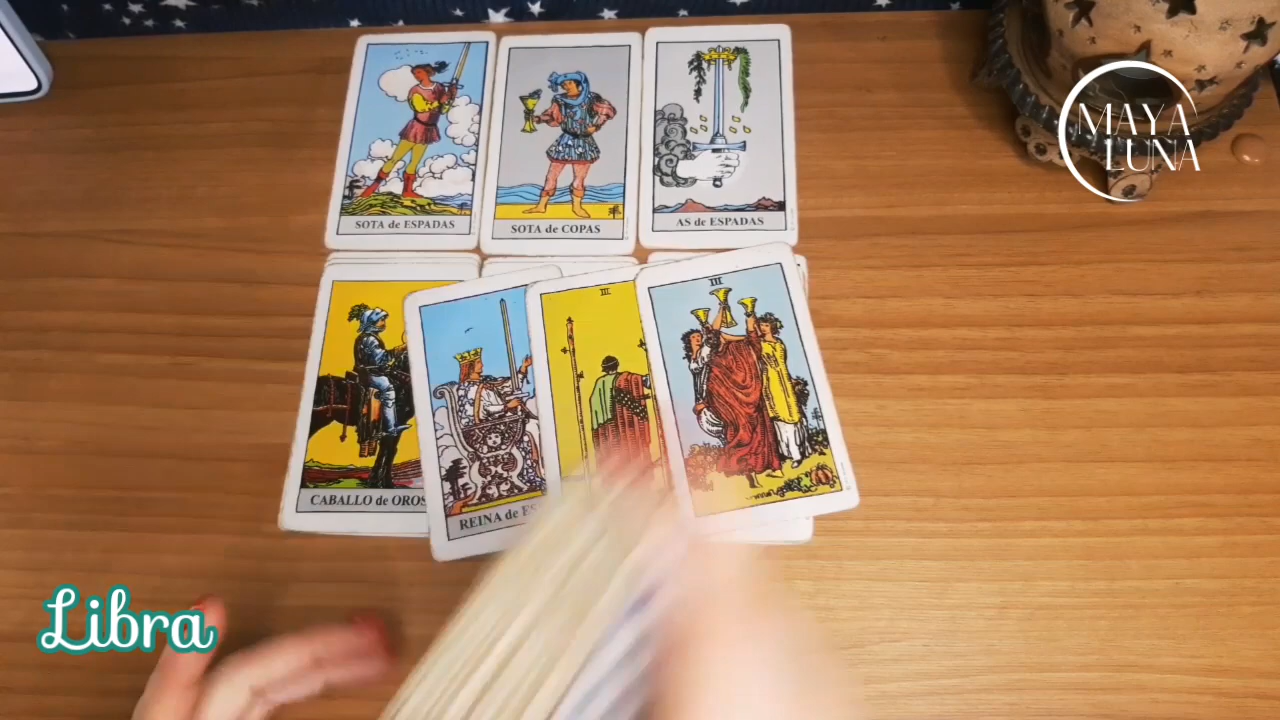 MAYA
LUNA
SOTA de ESPADAS
SOTA de COPAS
AS de ESPADAS
III
III
CABALLO de OROS
REINA de ES
Libra